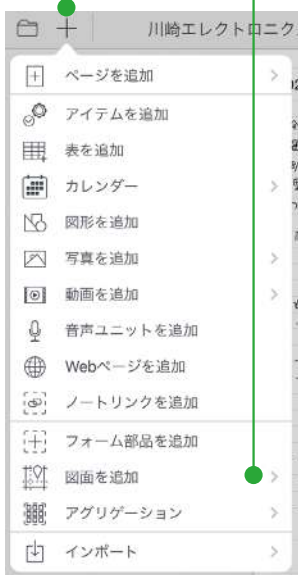 川崎エレクトロニク
ページを追加
アイテムを追加
表を追加
カレンダー
図形を追加
写真を追加
動画を追加
音声ユニットを追加
Webページを追加
ノートリンクを追加
フォーム部品を追加
図面を追加
アグリゲーション
インポート